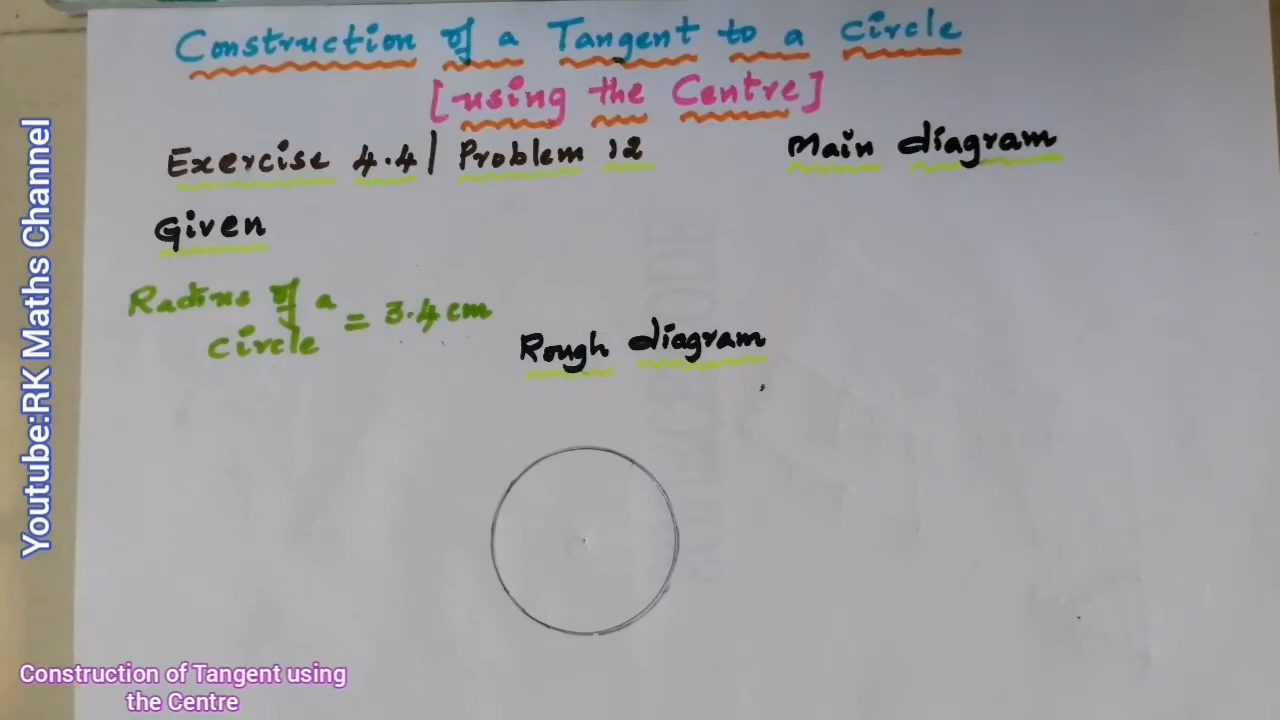 Construction of a Tangent to a circle
[using the Centre]
Exercise 4.4| Problem 12
Main diagram
Given
Radius of a
circle = 3.4 cm
Rough diagram
Youtube:RK Maths Channel
Construction of Tangent using
the Centre